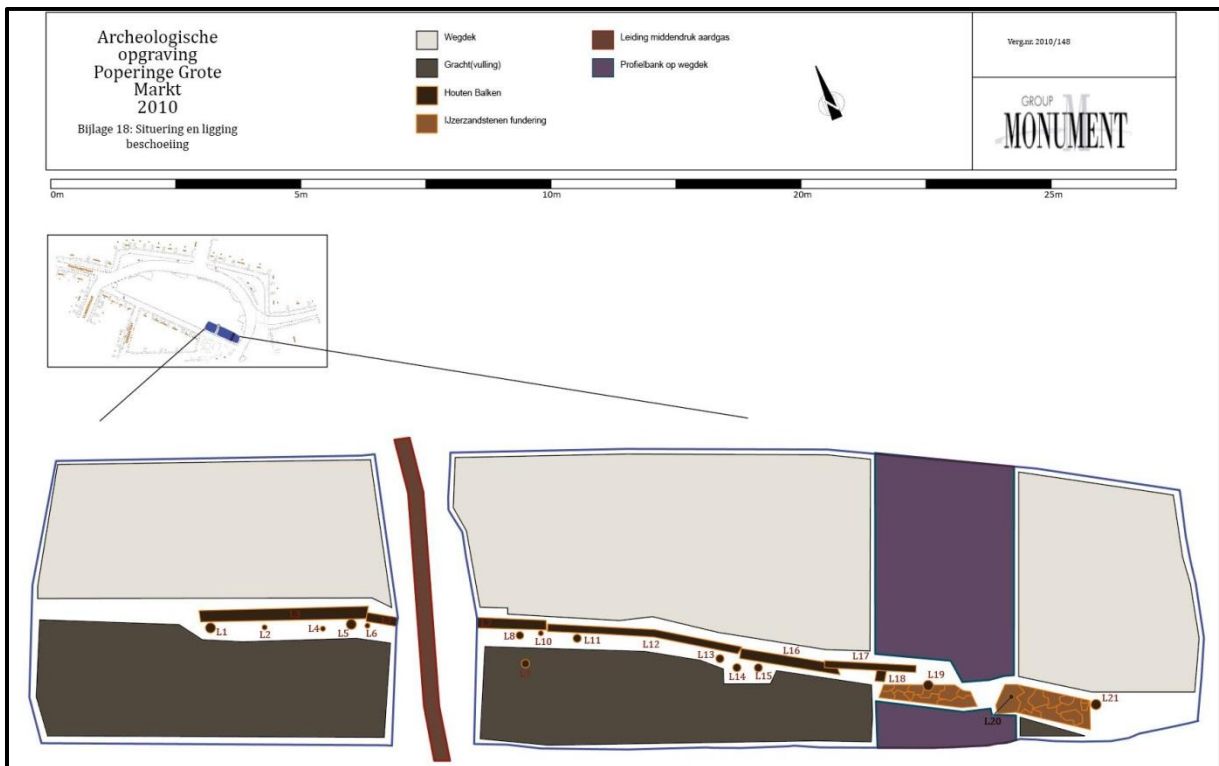 Archeologische
opgraving
Poperinge Grote
Markt
2010
Bijlage 18: Situering en ligging
beschoeiing
Wegdek
Gracht(vulling)
Houten Balken
IJzerzandstenen fundering
Leiding middendruk aardgas
Profielbank op wegdek
Verg.nr. 2010/148
GROUP
MONUMENT
0m
5m
10m
15m
20m
25m
L1
L2
L4
L5
L6
L8
L10
L11
L12
L13
L14
L15
L16
L17
L18
L19
L20
L21